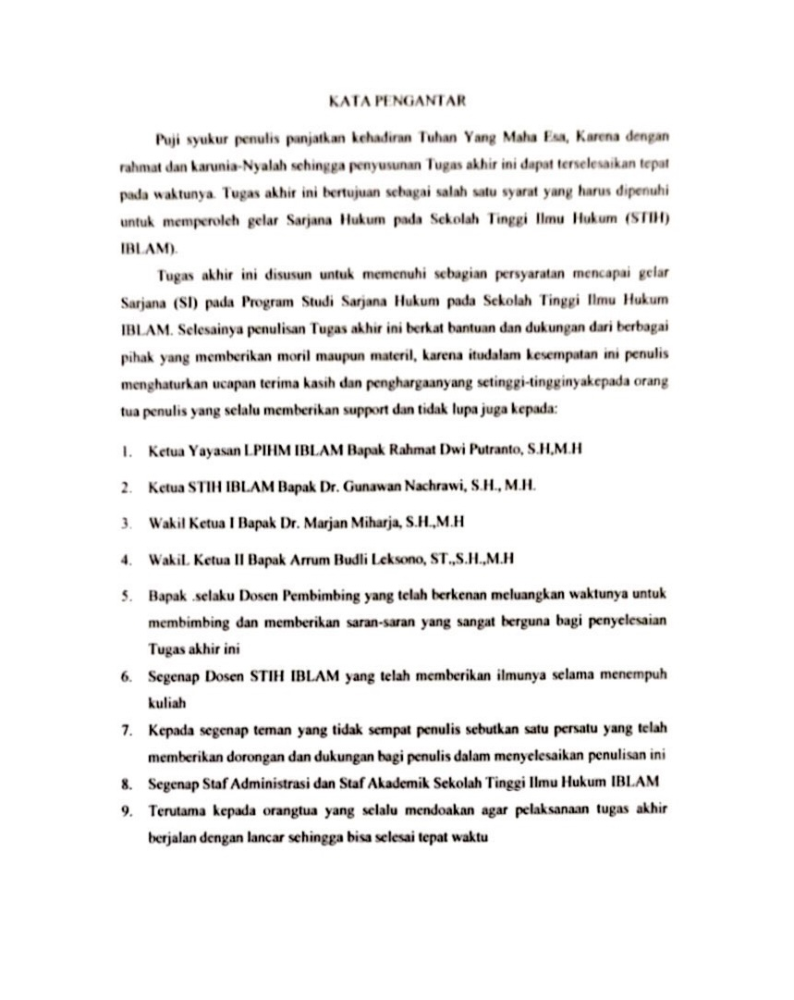 KATA PENGANTAR
Puji syukur penulis panjatkan kehadiran Tuhan Yang Maha Esa, Karena dengan
rahmat dan karunia-Nyalah sehingga penyusunan Tugas akhir ini dapat terselesaikan tepat
pada waktunya. Tugas akhir ini bertujuan sebagai salah satu syarat yang harus dipenuhi
untuk memperoleh gelar Sarjana Hukum pada Sekolah Tinggi Ilmu Hukum (STIH)
IBLAM).
Tugas akhir ini disusun untuk memenuhi sebagian persyaratan mencapai gelar
Sarjana (SI) pada Program Studi Sarjana Hukum pada Sekolah Tinggi Ilmu Hukum
IBLAM. Selesainya penulisan Tugas akhir ini berkat bantuan dan dukungan dari berbagai
pihak yang memberikan moril maupun materil, karena itudalam kesempatan ini penulis
menghaturkan ucapan terima kasih dan penghargaanyang setinggi-tingginyakepada orang
tua penulis yang selalu memberikan support dan tidak lupa juga kepada:
1. Ketua Yayasan LPIHM IBLAM Bapak Rahmat Dwi Putranto, S.H,M.H
2. Ketua STIH IBLAM Bapak Dr. Gunawan Nachrawi, S.H., M.H.
3. Wakil Ketua I Bapak Dr. Marjan Miharja, S.H.,M.H
4. WakiL Ketua II Bapak Arrum Budli Leksono, ST.,S.H.,M.H
5. Bapak .selaku Dosen Pembimbing yang telah berkenan meluangkan waktunya untuk
membimbing dan memberikan saran-saran yang sangat berguna bagi penyelesaian
Tugas akhir ini
6. Segenap Dosen STIH IBLAM yang telah memberikan ilmunya selama menempuh
kuliah
7. Kepada segenap teman yang tidak sempat penulis sebutkan satu persatu yang telah
memberikan dorongan dan dukungan bagi penulis dalam menyelesaikan penulisan ini
8. Segenap Staf Administrasi dan Staf Akademik Sekolah Tinggi Ilmu Hukum IBLAM
9. Terutama kepada orangtua yang selalu mendoakan agar pelaksanaan tugas akhir
berjalan dengan lancar sehingga bisa selesai tepat waktu